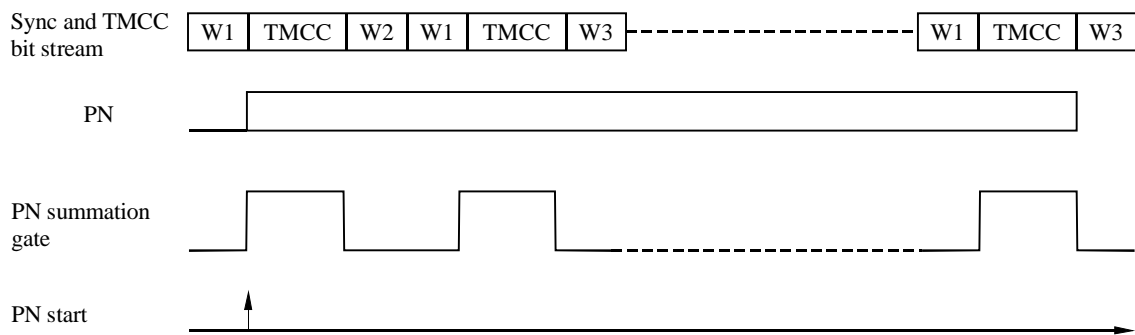 Sync and TMCC
bit stream
W1 TMCC W2 W1 TMCC W3 W1 TMCC W3
PN
PN summation
gate
PN start